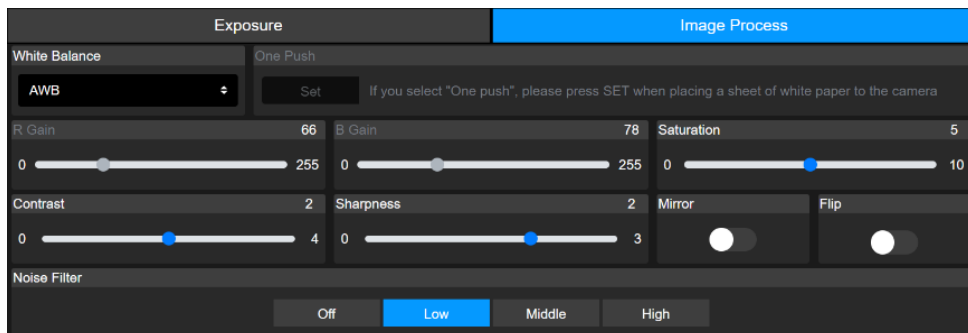 Exposure Image Process
White Balance One Push
AWB Set If you select "One push", please press SET when placing a sheet of white paper to the camera
R Gain 66 B Gain 78 Saturation 5
0 255 0 255 0 10
Contrast 2 Sharpness 2 Mirror Flip
0 4 0 3
Noise Filter
Off Low Middle High